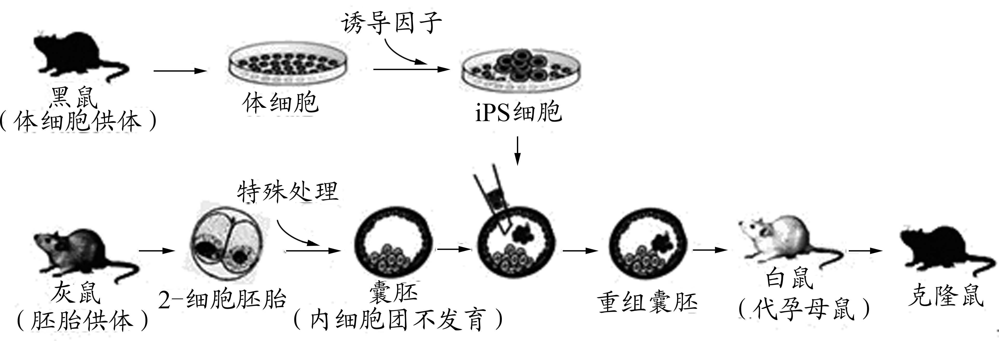 诱导因子
黑鼠
(体细胞供体)
体细胞
iPS细胞
特殊处理
灰鼠
(胚胎供体)
2-细胞胚胎
囊胚
(内细胞团不发育)
重组囊胚
白鼠
(代孕母鼠)
克隆鼠